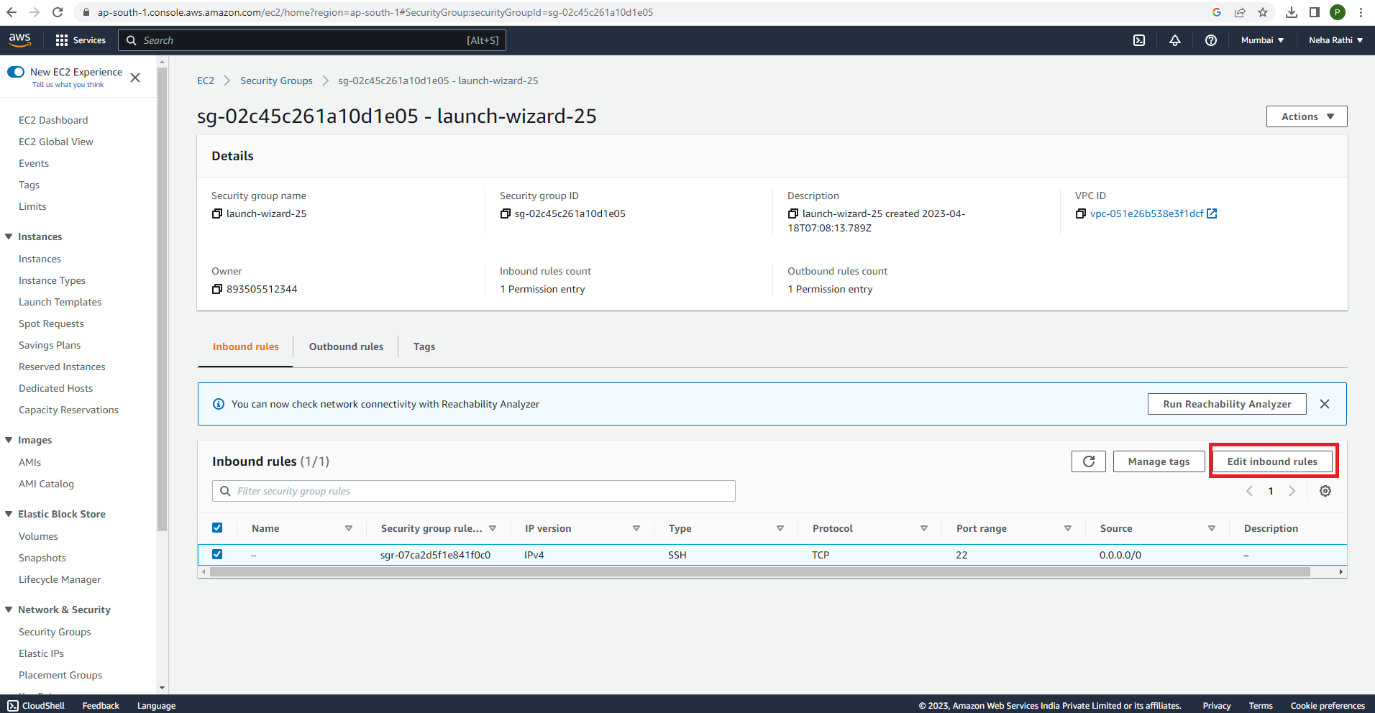 ap-south-1.console.aws.amazon.com/ec2/home?region=ap-south-1#SecurityGroup:securityGroupId=sg-02c45c261a10d1e05
G
P
aws
Services
Search
[Alt+S]
Mumbai
Neha Rathi
New EC2 Experience
Tell us what you think
EC2 Dashboard
EC2 Global View
Events
Tags
Limits
Instances
Instances
Instance Types
Launch Templates
Spot Requests
Savings Plans
Reserved Instances
Dedicated Hosts
Capacity Reservations
Images
AMIs
AMI Catalog
Elastic Block Store
Volumes
Snapshots
Lifecycle Manager
Network & Security
Security Groups
Elastic IPs
Placement Groups
EC2
Security Groups
sg-02c45c261a10d1e05 - launch-wizard-25
sg-02c45c261a10d1e05 - launch-wizard-25
Actions
Details
Security group name
launch-wizard-25
Security group ID
sg-02c45c261a10d1e05
Description
launch-wizard-25 created 2023-04-
18T07:08:13.789Z
VPC ID
vpc-051e26b538e3f1dcf
Owner
893505512344
Inbound rules count
1 Permission entry
Outbound rules count
1 Permission entry
Inbound rules
Outbound rules
Tags
You can now check network connectivity with Reachability Analyzer
Run Reachability Analyzer
Inbound rules (1/1)
Manage tags
Edit inbound rules
Filter security group rules
1
Name
Security group rule...
IP version
Type
Protocol
Port range
Source
Description
–
sgr-07ca2d5f1e841f0c0
IPv4
SSH
TCP
22
0.0.0.0/0
–
CloudShell
Feedback
Language
© 2023, Amazon Web Services India Private Limited or its affiliates.
Privacy
Terms
Cookie preferences